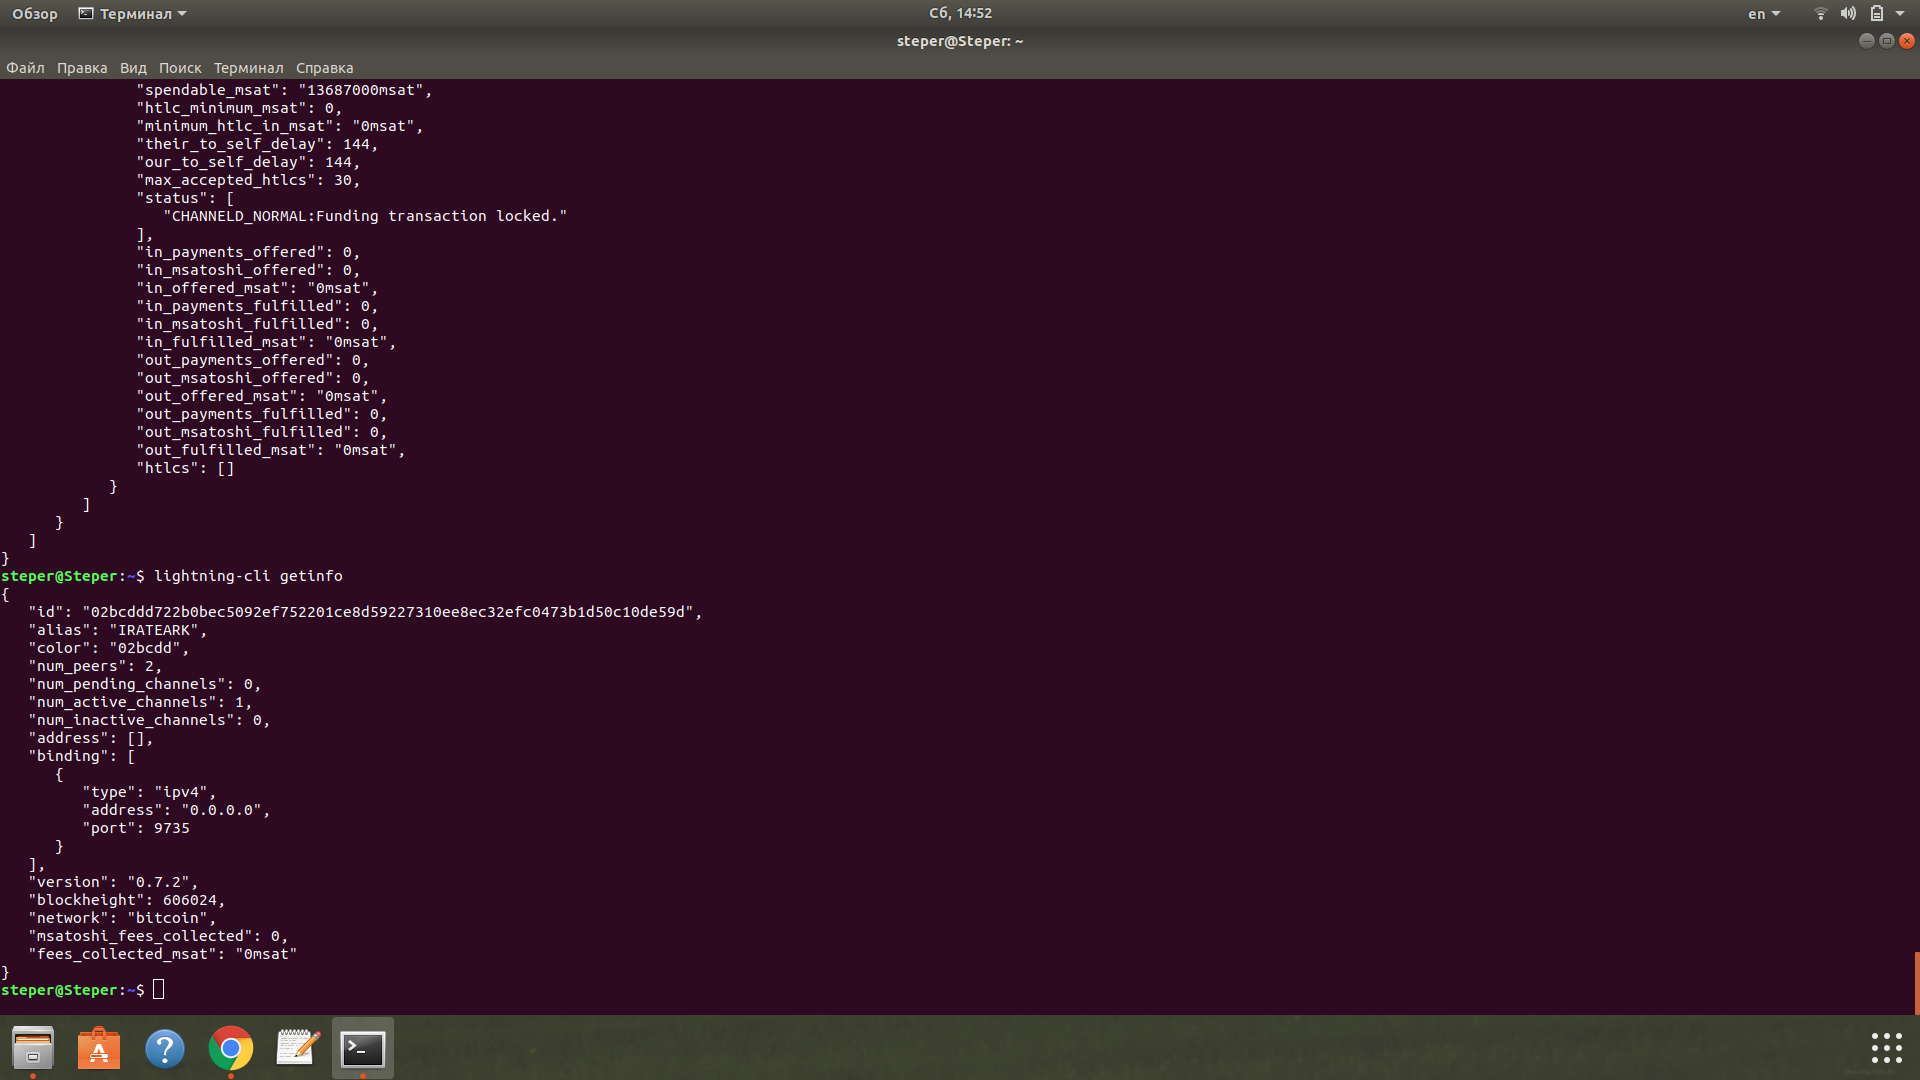 Обзор Терминал Сб, 14:52 en
steper@Steper: ~
Файл Правка Вид Поиск Терминал Справка
"spendable_msat": "13687000msat",
"htlc_minimum_msat": 0,
"minimum_htlc_in_msat": "0msat",
"their_to_self_delay": 144,
"our_to_self_delay": 144,
"max_accepted_htlcs": 30,
"status": [
"CHANNELD_NORMAL:Funding transaction locked."
],
"in_payments_offered": 0,
"in_msatoshi_offered": 0,
"in_offered_msat": "0msat",
"in_payments_fulfilled": 0,
"in_msatoshi_fulfilled": 0,
"in_fulfilled_msat": "0msat",
"out_payments_offered": 0,
"out_msatoshi_offered": 0,
"out_offered_msat": "0msat",
"out_payments_fulfilled": 0,
"out_msatoshi_fulfilled": 0,
"out_fulfilled_msat": "0msat",
"htlcs": []
}
]
}
]
}
steper@Steper:~$ lightning-cli getinfo
{
"id": "02bcddd722b0bec5092ef752201ce8d59227310ee8ec32efc0473b1d50c10de59d",
"alias": "IRATEARK",
"color": "02bcdd",
"num_peers": 2,
"num_pending_channels": 0,
"num_active_channels": 1,
"num_inactive_channels": 0,
"address": [],
"binding": [
{
"type": "ipv4",
"address": "0.0.0.0",
"port": 9735
}
],
"version": "0.7.2",
"blockheight": 606024,
"network": "bitcoin",
"msatoshi_fees_collected": 0,
"fees_collected_msat": "0msat"
}
steper@Steper:~$